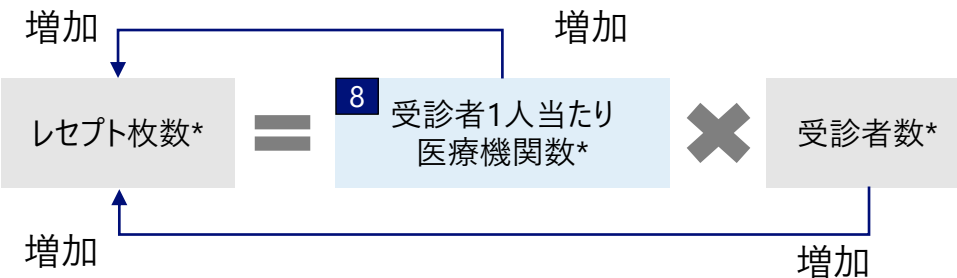 増加
増加
レセプト枚数*
=
8
受診者1人当たり
医療機関数*
×
受診者数*
増加
増加